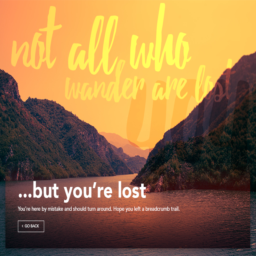 not all who
wander are lost
...but you're lost
You're here by mistake and should turn around. Hope you left a breadcrumb trail.
< GO BACK